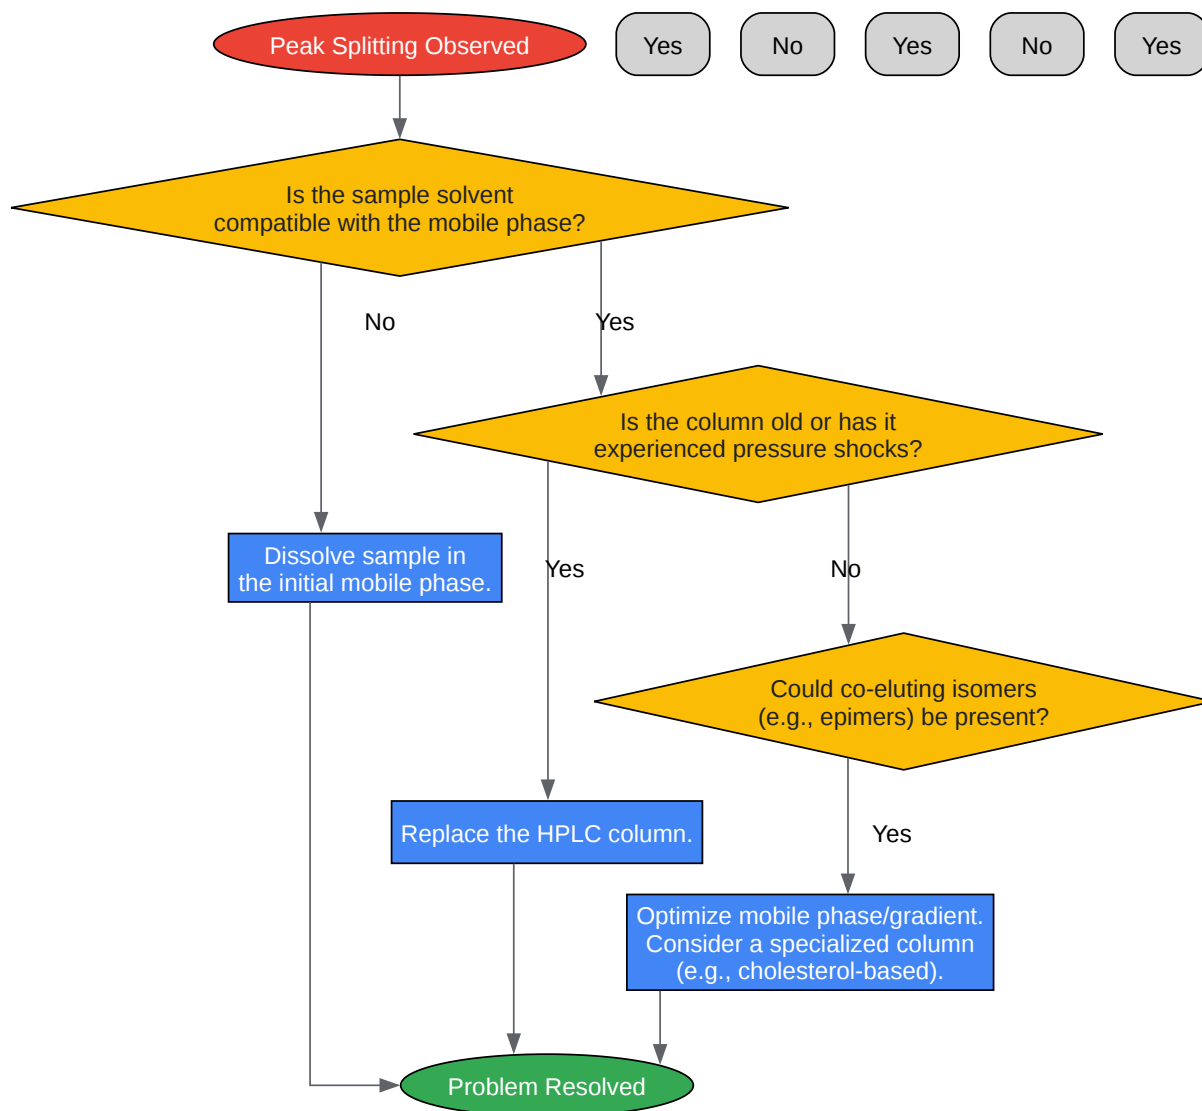 Peak Splitting Observed
Yes
No
Yes
No
Yes
Is the sample solvent
compatible with the mobile phase?
No
Yes
Is the column old or has it
experienced pressure shocks?
Dissolve sample in
the initial mobile phase.
Yes
No
Could co-eluting isomers
(e.g., epimers) be present?
Replace the HPLC column.
Yes
Optimize mobile phase/gradient.
Consider a specialized column
(e.g., cholesterol-based).
Problem Resolved